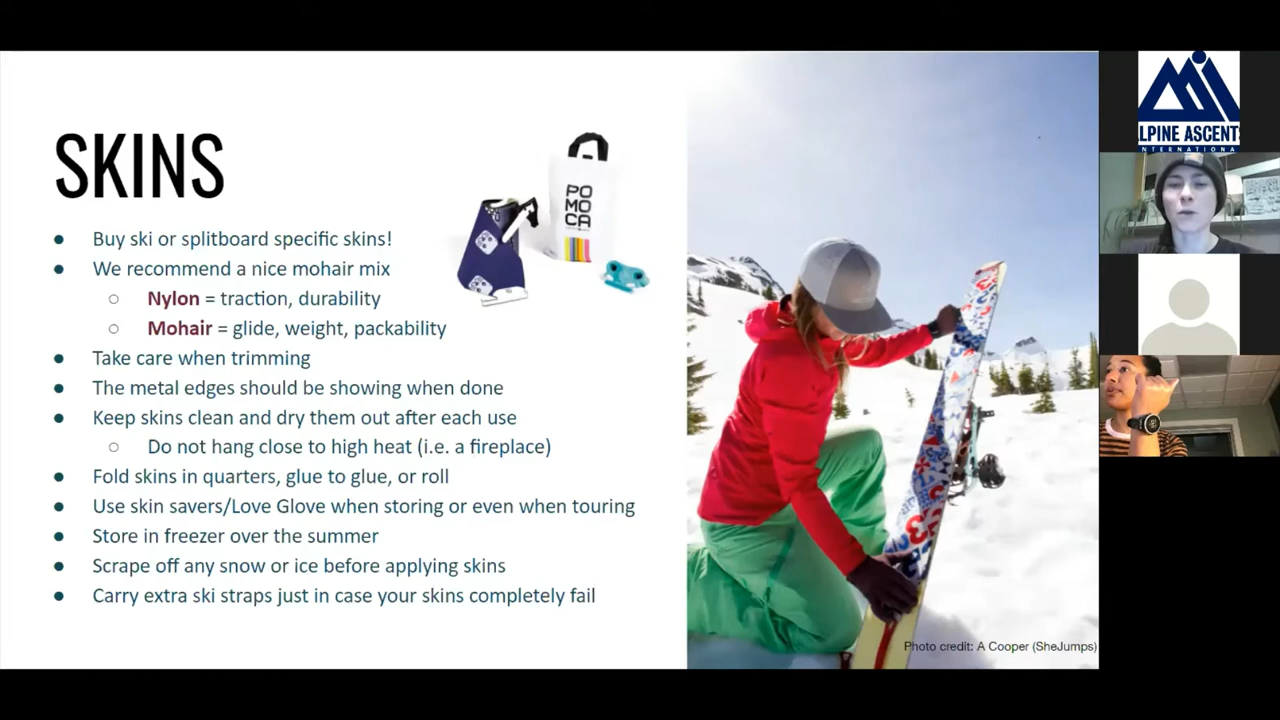 SKINS
Buy ski or splitboard specific skins!
We recommend a nice mohair mix
Nylon = traction, durability
Mohair = glide, weight, packability
Take care when trimming
The metal edges should be showing when done
Keep skins clean and dry them out after each use
Do not hang close to high heat (i.e. a fireplace)
Fold skins in quarters, glue to glue, or roll
Use skin savers/Love Glove when storing or even when touring
Store in freezer over the summer
Scrape off any snow or ice before applying skins
Carry extra ski straps just in case your skins completely fail
PO
MO
CA
Photo credit: A Cooper (SheJumps)
LPINE ASCENT
NTERNATIONA